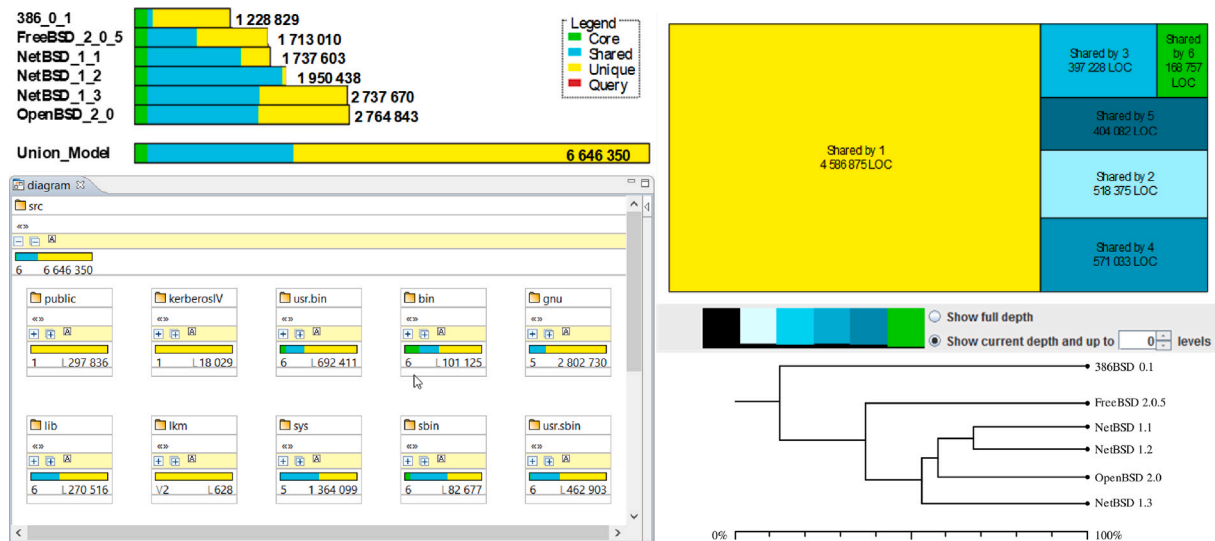 386_0_1 1 228 829
FreeBSD_2_0_5 1 713 010
NetBSD_1_1 1 737 603
NetBSD_1_2 1 950 438
NetBSD_1_3 2 737 670
OpenBSD_2_0 2 764 843
Union_Model 6 646 350
Legend
Core
Shared
Unique
Query
diagram
src
«»
A
6 6 646 350
public kerberosIV usr.bin bin gnu
«» «» «» «» «»
A A A A A
1 L297 836 1 L18 029 6 L692 411 6 L101 125 5 2 802 730
lib lkm sys sbin usr.sbin
«» «» «» «» «»
A A A A A
6 L270 516 V2 L628 5 1 364 099 6 L82 677 6 L462 903
Shared by 1
4 586 875 LOC
Shared by 3
397 228 LOC
Shared
by 6
168 757
LOC
Shared by 5
404 082 LOC
Shared by 2
518 375 LOC
Shared by 4
571 033 LOC
Show full depth
Show current depth and up to 0 levels
386BSD 0.1
FreeBSD 2.0.5
NetBSD 1.1
NetBSD 1.2
OpenBSD 2.0
NetBSD 1.3
0% 100%